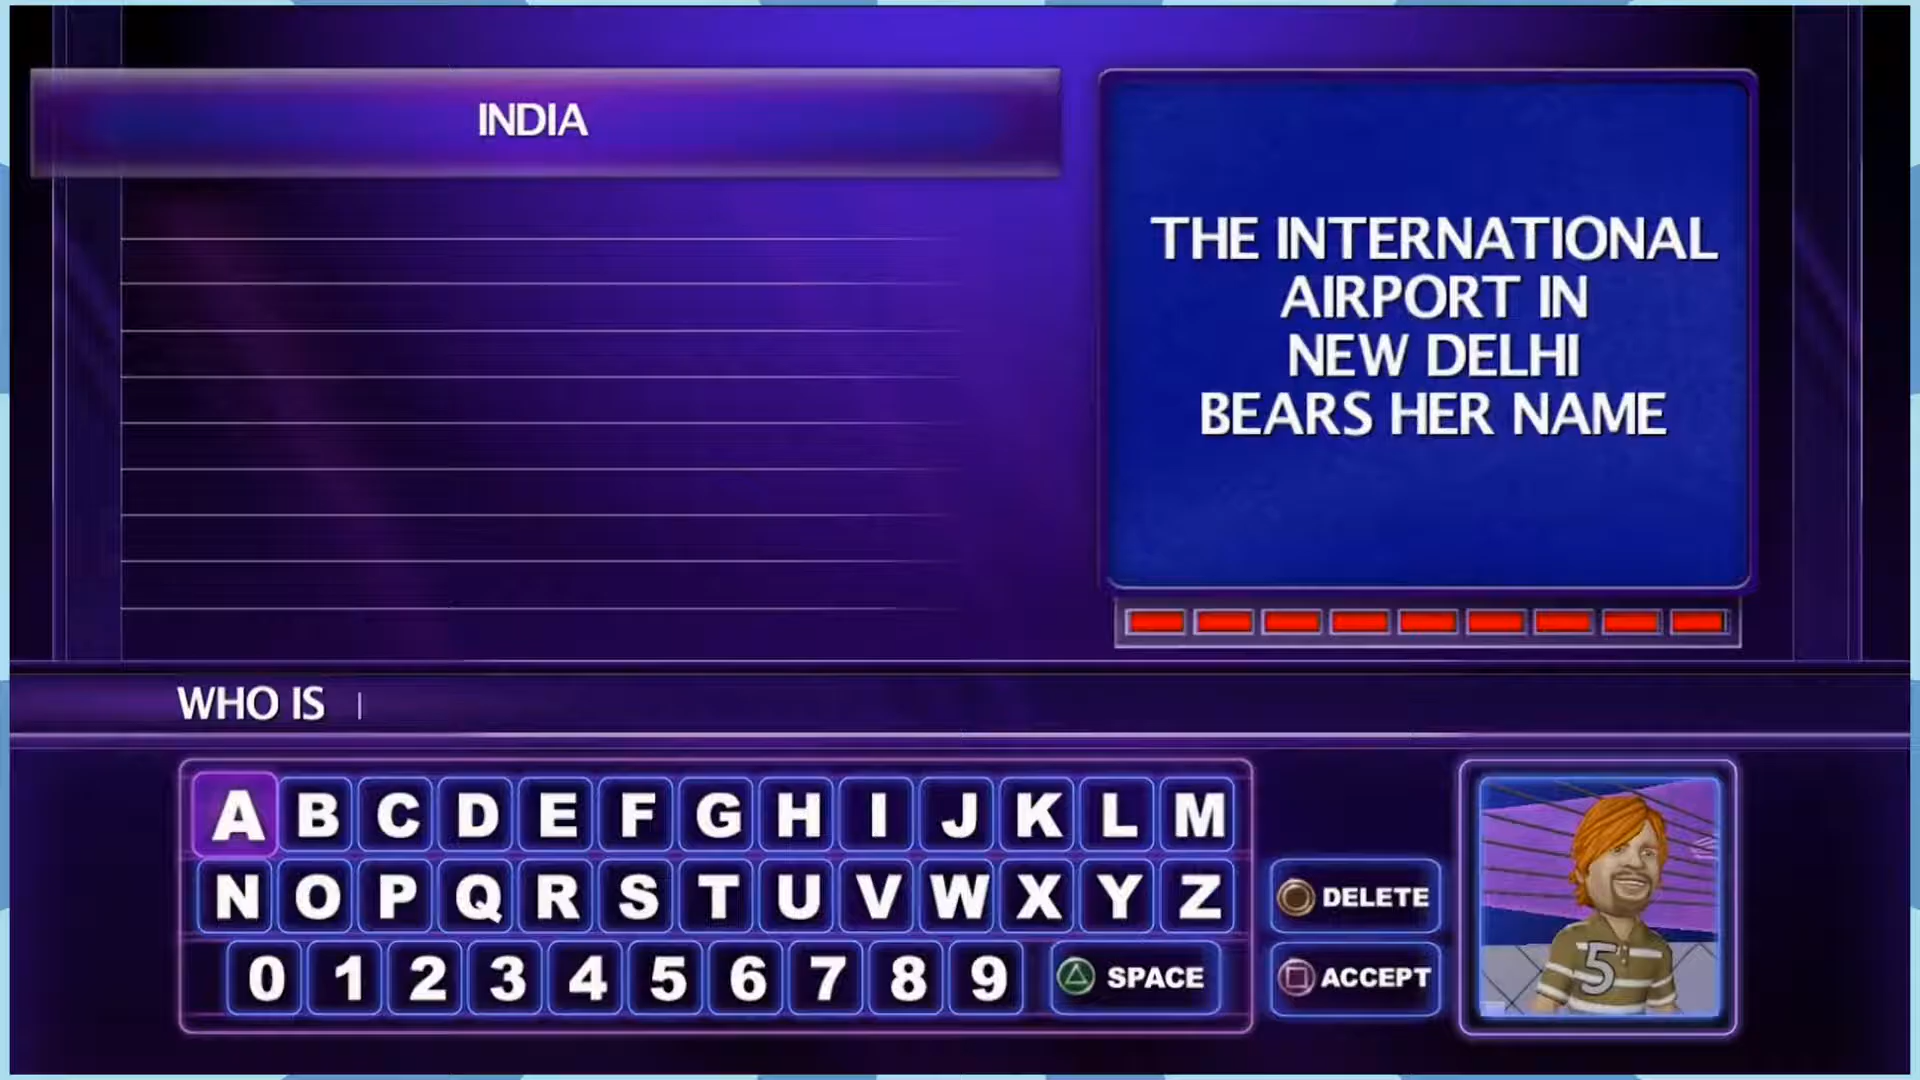 INDIA
THE INTERNATIONAL
AIRPORT IN
NEW DELHI
BEARS HER NAME
WHO IS
A B C D E F G H I J K L M
N O P Q R S T U V W X Y Z
DELETE
0 1 2 3 4 5 6 7 8 9 SPACE
ACCEPT
5